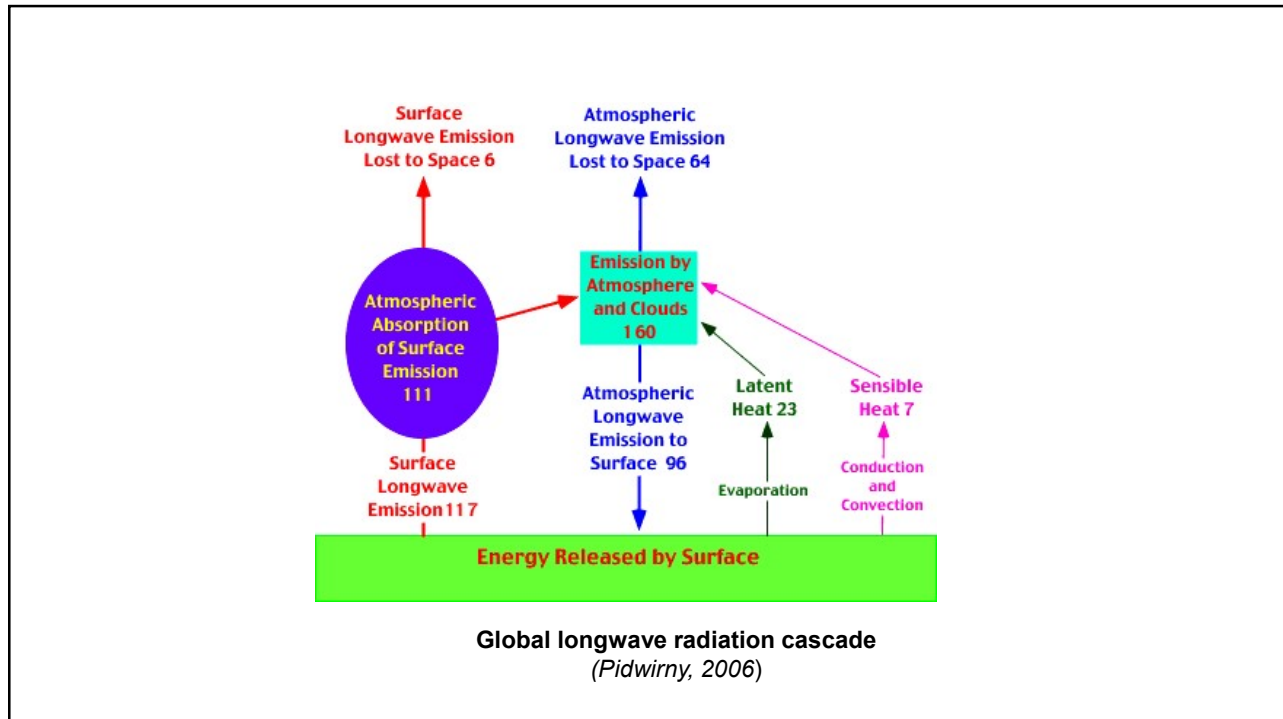 Surface
Longwave Emission
Lost to Space 6
Atmospheric
Longwave Emission
Lost to Space 64
Atmospheric
Absorption
of Surface
Emission
111
Emission by
Atmosphere
and Clouds
160
Surface
Longwave
Emission117
Atmospheric
Longwave
Emission to
Surface 96
Latent
Heat 23
Evaporation
Sensible
Heat 7
Conduction
and
Convection
Energy Released by Surface
Global longwave radiation cascade
(Pidwirny, 2006)